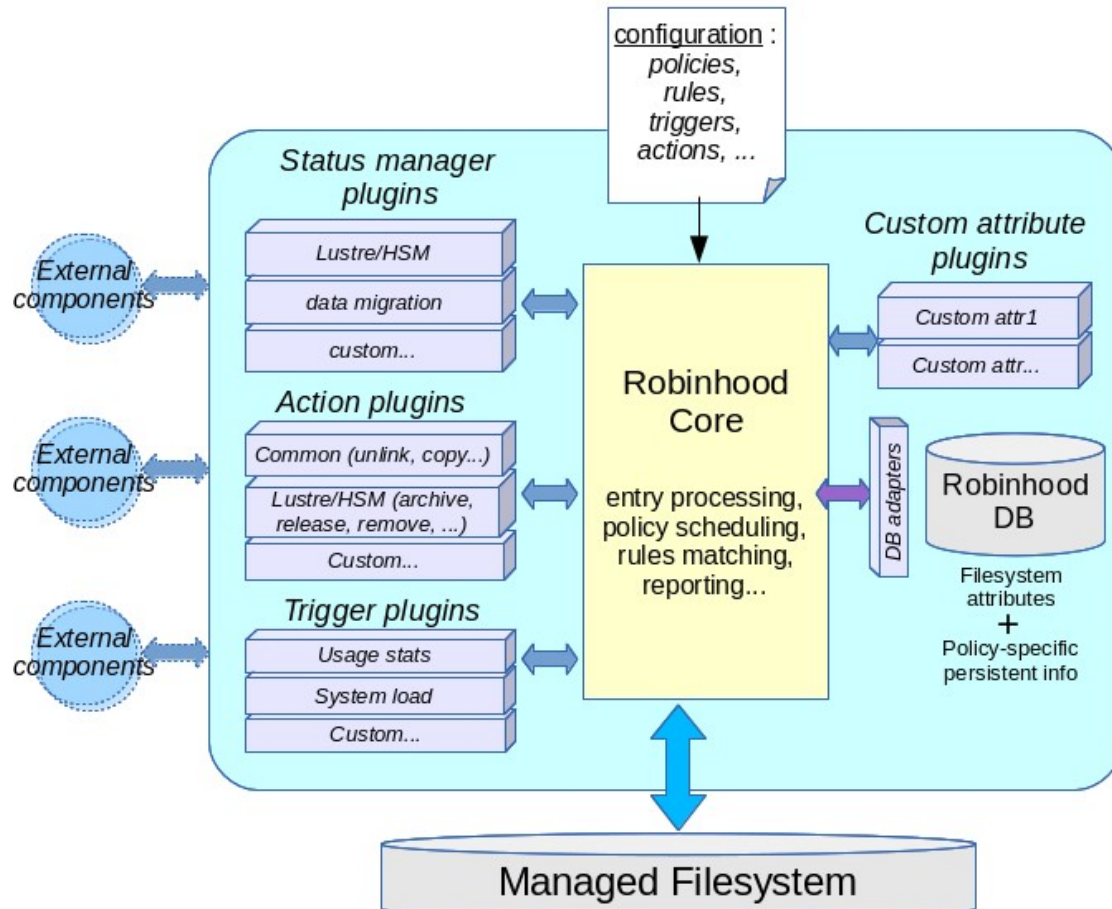 configuration :
policies,
rules,
triggers,
actions, ...
Status manager
plugins
Lustre/HSM
data migration
custom...
External
components
Action plugins
Common (unlink, copy...)
Lustre/HSM (archive,
release, remove, ...)
Custom...
External
components
Trigger plugins
Usage stats
System load
Custom...
External
components
Robinhood
Core
entry processing,
policy scheduling,
rules matching,
reporting...
Custom attribute
plugins
Custom attr1
Custom attr...
DB adapters
Robinhood
DB
Filesystem
attributes
+
Policy-specific
persistent info
Managed Filesystem